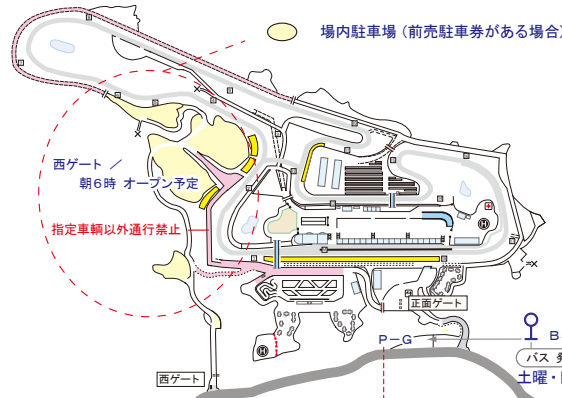 場内駐車場 (前売駐車券がある場合)
西ゲート ／
朝6時 オープン予定
指定車輌以外通行禁止
H
正面ゲート
P－G
B
バス 発
土曜・
西ゲート
H